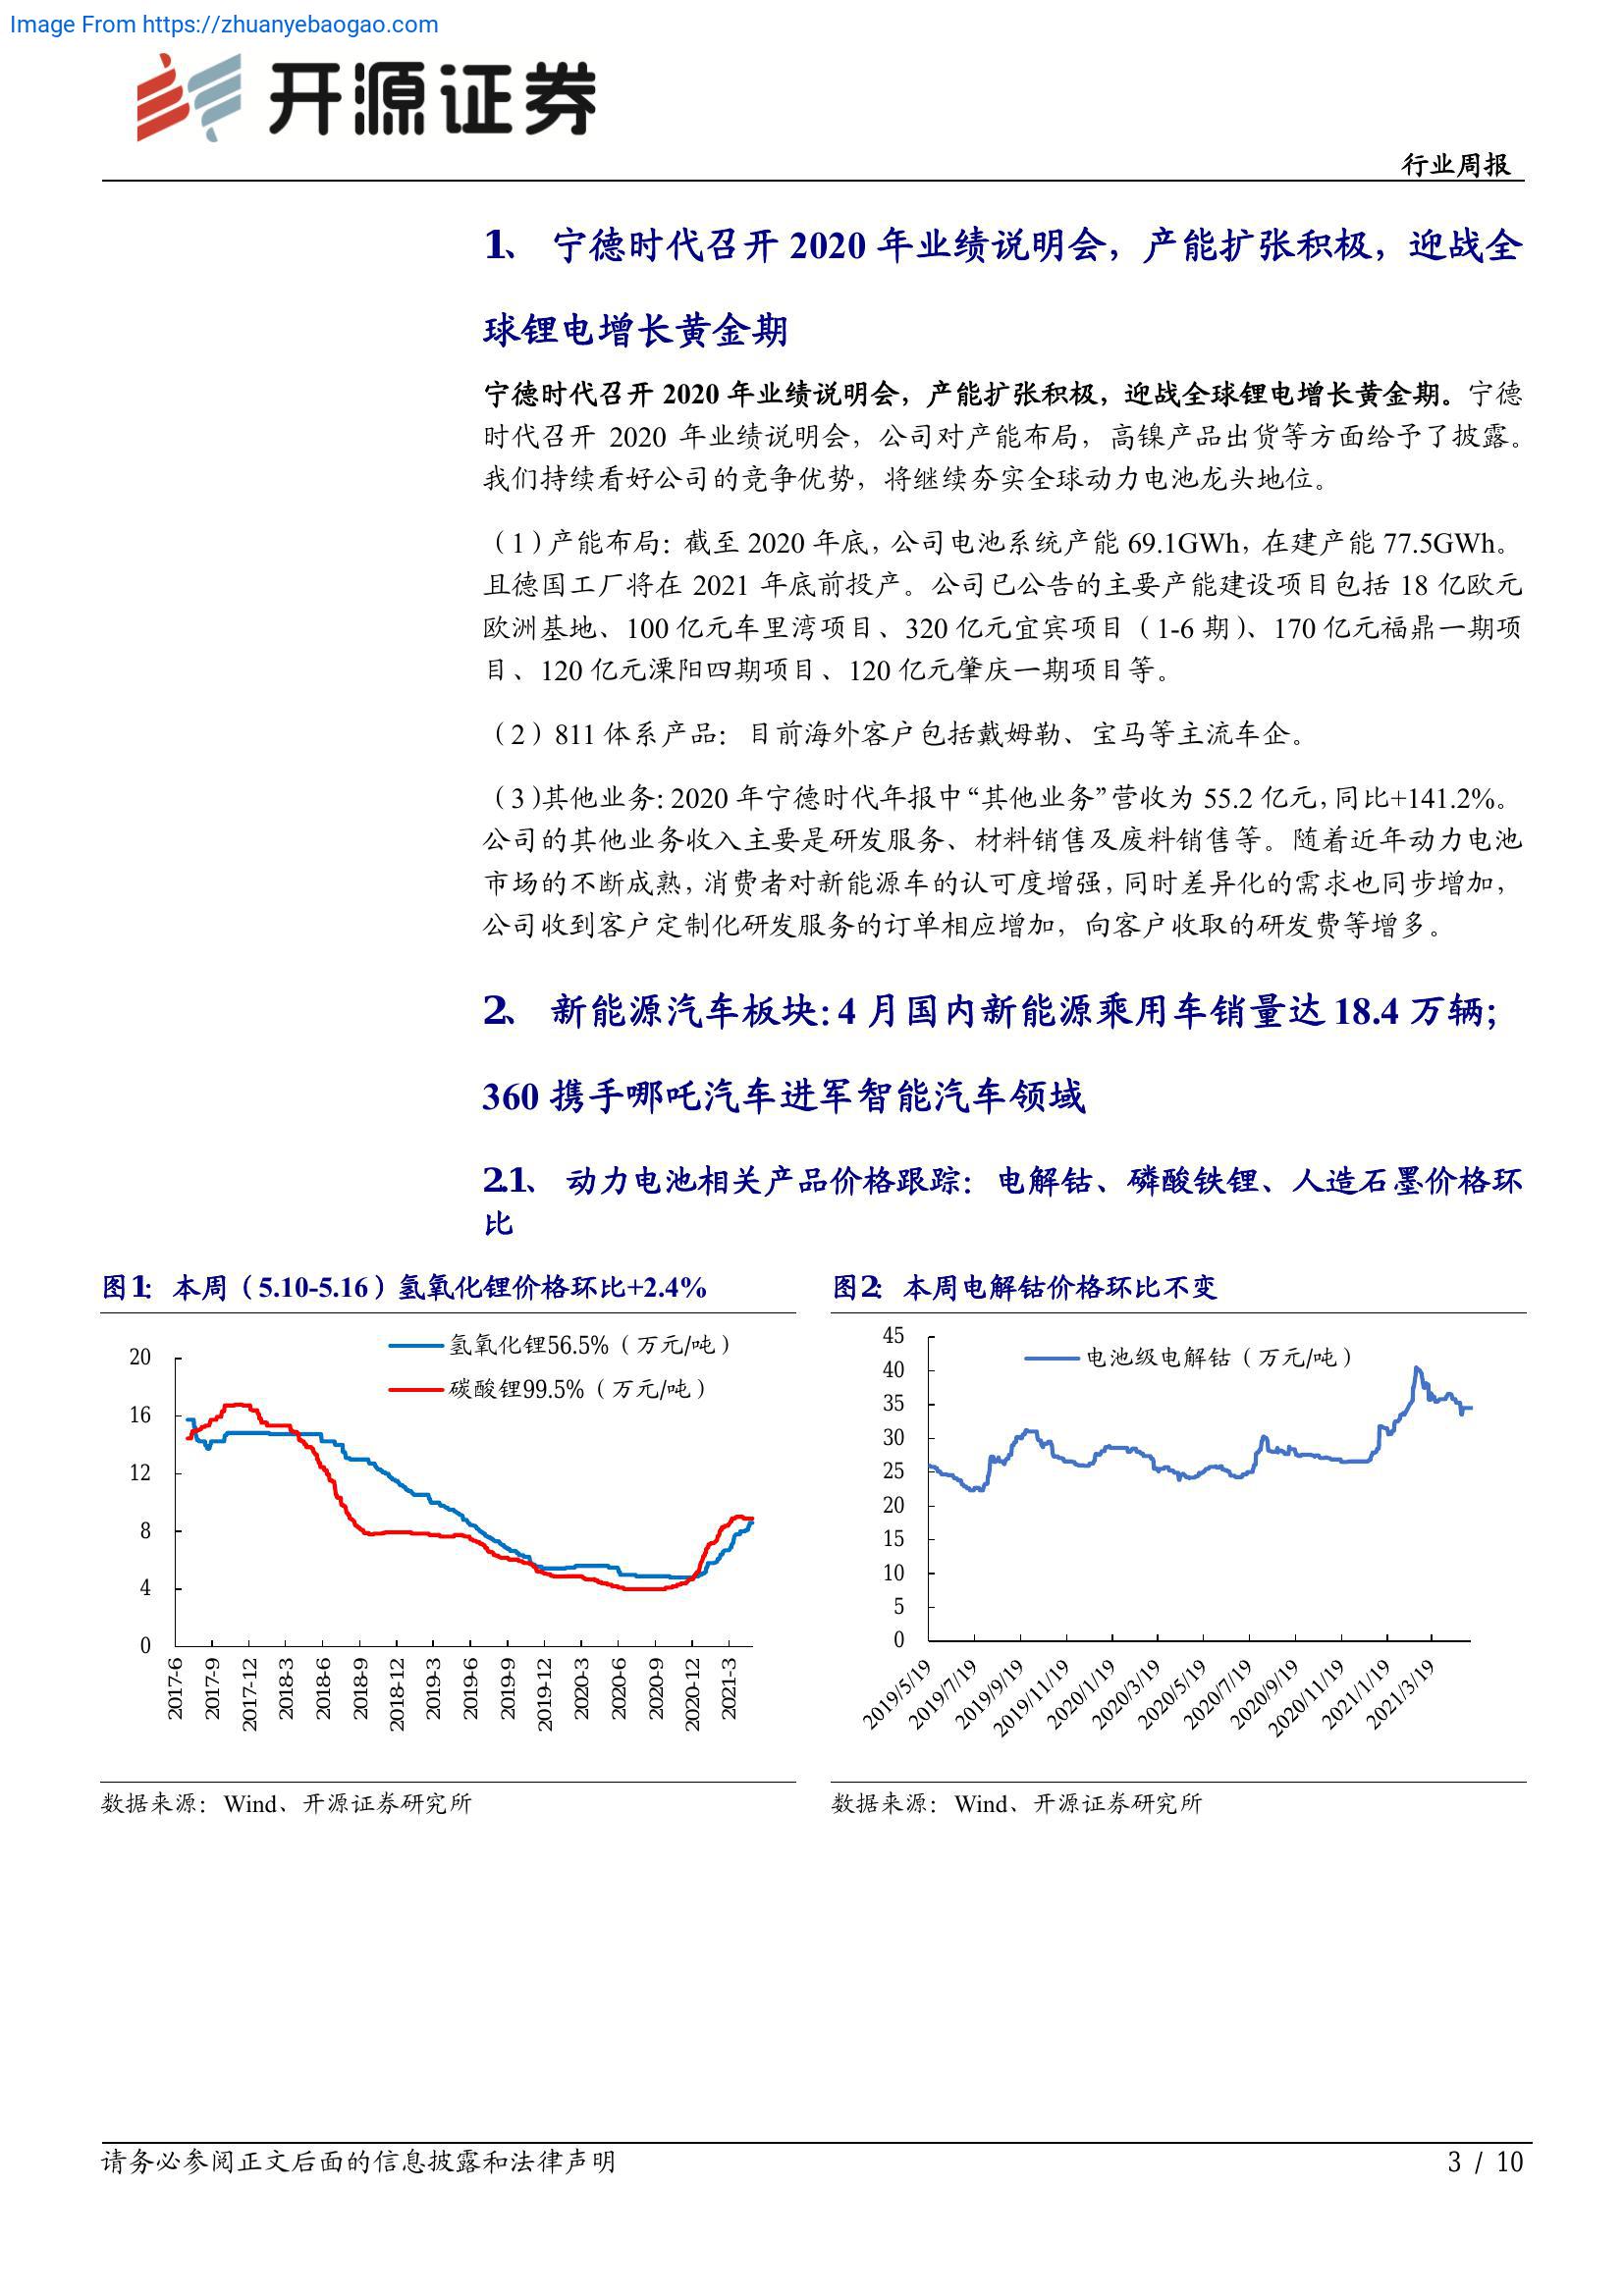 Image From https://zhuanyebaogao.com
开源证券
行业周报
1、 宁德时代召开 2020 年业绩说明会，产能扩张积极，迎战全
球锂电增长黄金期
宁德时代召开 2020 年业绩说明会，产能扩张积极，迎战全球锂电增长黄金期。宁德
时代召开 2020 年业绩说明会，公司对产能布局，高镍产品出货等方面给予了披露。
我们持续看好公司的竞争优势，将继续夯实全球动力电池龙头地位。
（1）产能布局：截至 2020 年底，公司电池系统产能 69.1GWh，在建产能 77.5GWh。
且德国工厂将在 2021 年底前投产。公司已公告的主要产能建设项目包括 18 亿欧元
欧洲基地、100 亿元车里湾项目、320 亿元宜宾项目（1-6 期）、170 亿元福鼎一期项
目、120 亿元溧阳四期项目、120 亿元肇庆一期项目等。
（2）811 体系产品：目前海外客户包括戴姆勒、宝马等主流车企。
（3）其他业务：2020 年宁德时代年报中“其他业务”营收为 55.2 亿元，同比+141.2%。
公司的其他业务收入主要是研发服务、材料销售及废料销售等。随着近年动力电池
市场的不断成熟，消费者对新能源车的认可度增强，同时差异化的需求也同步增加，
公司收到客户定制化研发服务的订单相应增加，向客户收取的研发费等增多。
2、 新能源汽车板块：4 月国内新能源乘用车销量达 18.4 万辆；
360 携手哪吒汽车进军智能汽车领域
2.1、 动力电池相关产品价格跟踪：电解钴、磷酸铁锂、人造石墨价格环
比
图1： 本周（5.10-5.16）氢氧化锂价格环比+2.4%
氢氧化锂56.5%（万元/吨）
碳酸锂99.5%（万元/吨）
20
16
12
8
4
0
2017-6
2017-9
2017-12
2018-3
2018-6
2018-9
2018-12
2019-3
2019-6
2019-9
2019-12
2020-3
2020-6
2020-9
2020-12
2021-3
数据来源：Wind、开源证券研究所
图2： 本周电解钴价格环比不变
电池级电解钴（万元/吨）
45
40
35
30
25
20
15
10
5
0
2019/5/19
2019/7/19
2019/9/19
2019/11/19
2020/1/19
2020/3/19
2020/5/19
2020/7/19
2020/9/19
2020/11/19
2021/1/19
2021/3/19
数据来源：Wind、开源证券研究所
请务必参阅正文后面的信息披露和法律声明
3 / 10